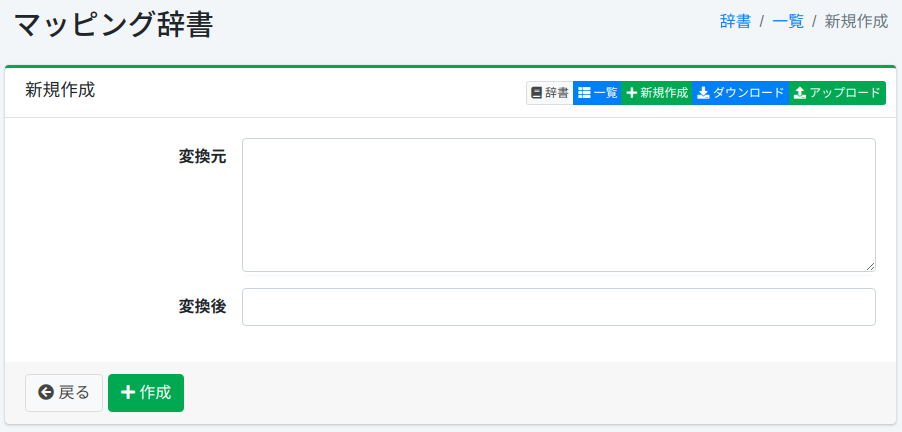 マッピング辞書
辞書 / 一覧 / 新規作成
新規作成
辞書 一覧 新規作成 ダウンロード アップロード
変換元
変換後
戻る 作成